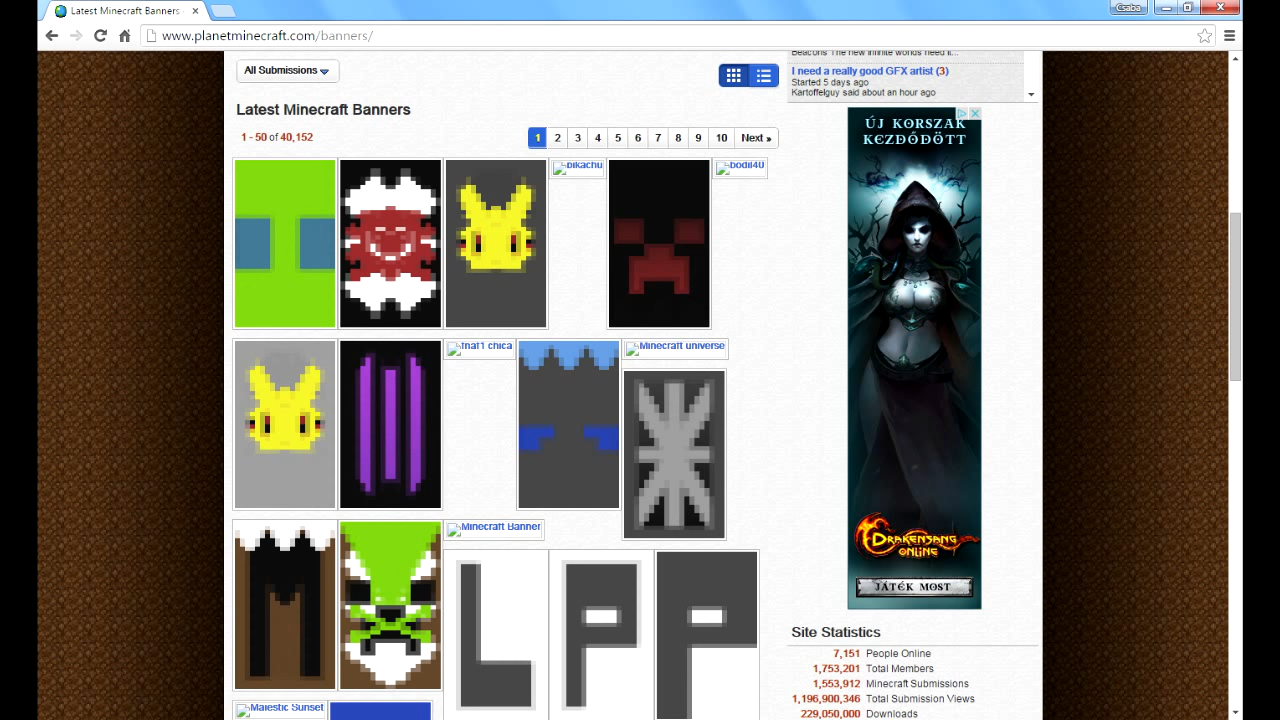 Latest Minecraft Banners
Csaba
www.planetminecraft.com/banners/
All Submissions
Latest Minecraft Banners
1 - 50 of 40,152
1 2 3 4 5 6 7 8 9 10 Next »
pikachu
bodil40
fnaf1 chica
Minecraft universe
Minecraft Banner
Majestic Sunset
Beacons The new infinite worlds need it...
I need a really good GFX artist (3)
Started 5 days ago
Kartoffelguy said about an hour ago
ÚJ KORSZAK
KEZDŐDÖTT
DRAKENSANG
ONLINE
JÁTÉK MOST
Site Statistics
7,151 People Online
1,753,201 Total Members
1,553,912 Minecraft Submissions
1,196,900,346 Total Submission Views
229,050,000 Downloads